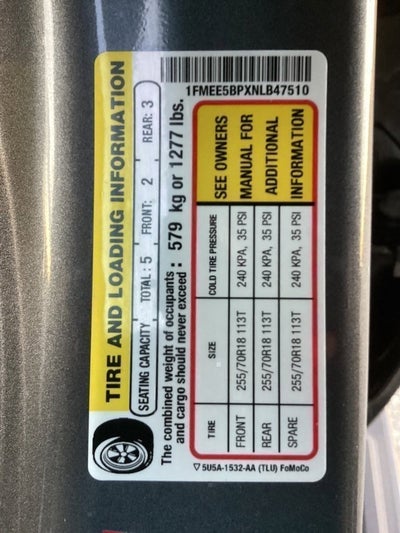 TIRE AND LOADING INFORMATION
SEATING CAPACITY TOTAL: 5 FRONT: 2 REAR: 3
The combined weight of occupants and cargo should never exceed : 579 kg or 1277 lbs.
1FMEE5BPXNLB47510
TIRE SIZE COLD TIRE PRESSURE SEE OWNERS
FRONT 255/70R18 113T 240 KPA, 35 PSI MANUAL FOR
REAR 255/70R18 113T 240 KPA, 35 PSI ADDITIONAL
SPARE 255/70R18 113T 240 KPA, 35 PSI INFORMATION
5U5A-1532-AA (TLU) FoMoCo